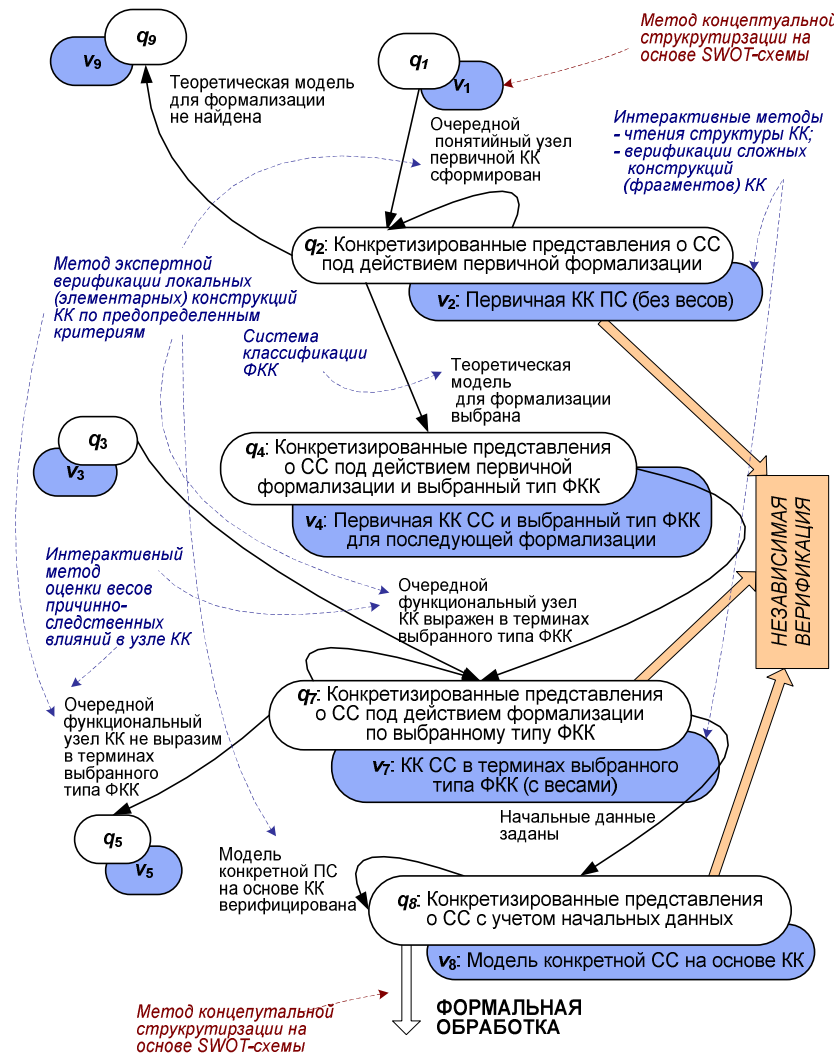 q9
v9
q1
v1
Метод концептуальной
струкрутирзации на
основе SWOT-схемы
Теоретическая модель
для формализации
не найдена
Очередной
понятийный узел
первичной КК
сформирован
Интерактивные методы
- чтения структуры КК;
- верификации сложных
конструкций
(фрагментов) КК
q2: Конкретизированные представления о СС
под действием первичной формализации
v2: Первичная КК ПС (без весов)
Метод экспертной
верификации локальных
(элементарных) конструкций
КК по предопределенным
критериям
Система
классификации
ФКК
Теоретическая
модель
для формализации
выбрана
q3
v3
q4: Конкретизированные представления
о СС под действием первичной
формализации и выбранный тип ФКК
v4: Первичная КК СС и выбранный тип ФКК
для последующей формализации
НЕЗАВИСИМАЯ
ВЕРИФИКАЦИЯ
Интерактивный
метод
оценки весов
причинно-
следственных
влияний в узле КК
Очередной
функциональный узел
КК выражен в терминах
выбранного типа ФКК
q7: Конкретизированные представления
о СС под действием формализации
по выбранному типу ФКК
v7: КК СС в терминах выбранного
типа ФКК (с весами)
Очередной
функциональный
узел КК не выразим
в терминах
выбранного
типа ФКК
q5
v5
Начальные данные
заданы
Модель
конкретной ПС
на основе КК
верифицирована
q8: Конкретизированные представления
о СС с учетом начальных данных
v8: Модель конкретной СС на основе КК
Метод концепутальной
струкрутирзации на
основе SWOT-схемы
ФОРМАЛЬНАЯ
ОБРАБОТКА